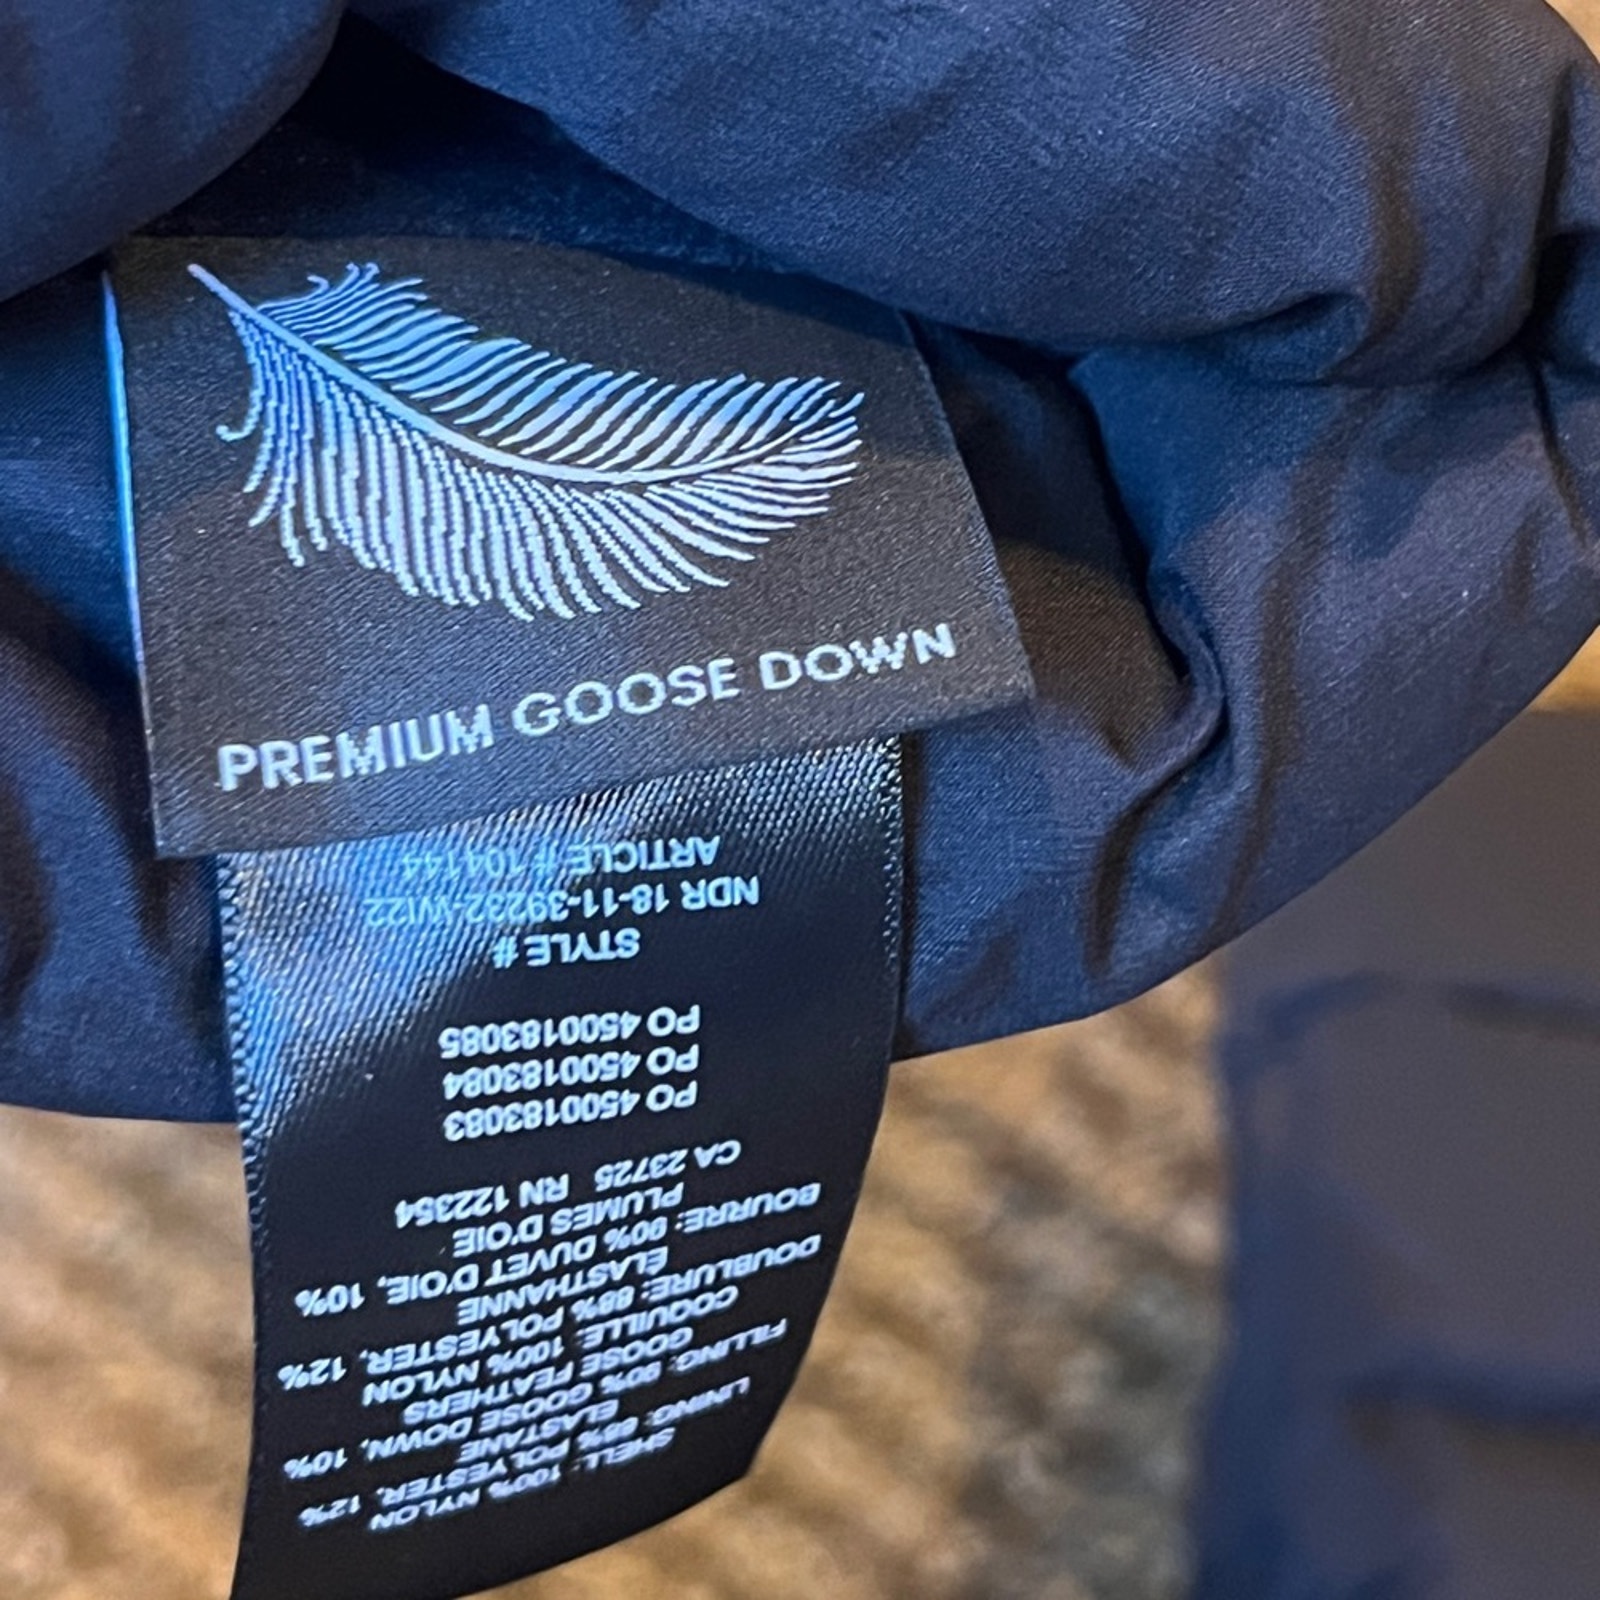 PREMIUM GOOSE DOWN
SHELL: 100% NYLON
LINING: 88% POLYESTER, 12%
ELASTANE
FILLING: 90% GOOSE DOWN, 10%
GOOSE FEATHERS
COQUILLE: 100% NYLON
DOUBLURE: 88% POLYESTER, 12%
ÉLASTHANNE
BOURRE: 90% DUVET D'OIE, 10%
PLUMES D'OIE
CA 23725 RN 122354
PO 4500183083
PO 4500183084
PO 4500183085
STYLE #
NDR 18-11-39232-WI22
ARTICLE # 104144